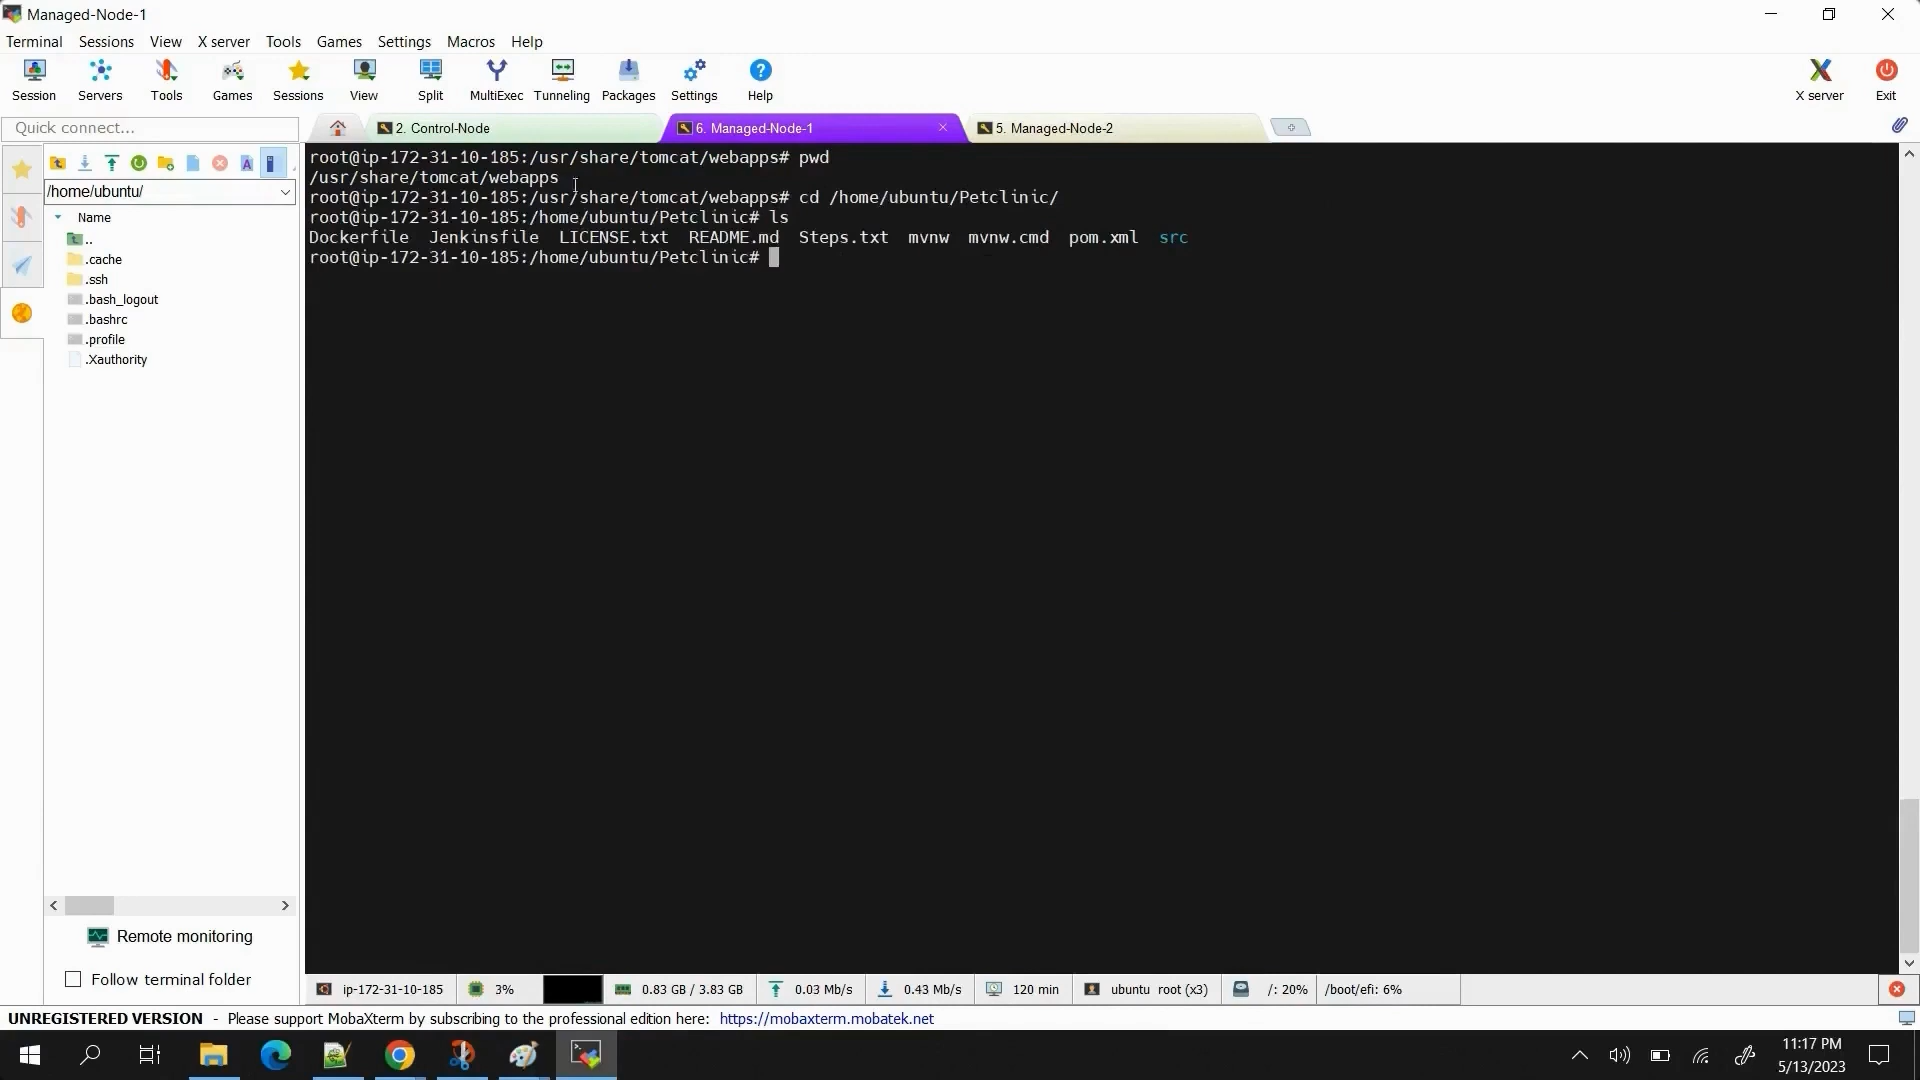 Managed-Node-1
Terminal Sessions View X server Tools Games Settings Macros Help
Session Servers Tools Games Sessions View Split MultiExec Tunneling Packages Settings Help X server Exit
Quick connect...
2. Control-Node
6. Managed-Node-1
5. Managed-Node-2
/home/ubuntu/
Name
..
.cache
.ssh
.bash_logout
.bashrc
.profile
.Xauthority
Remote monitoring
Follow terminal folder
root@ip-172-31-10-185:/usr/share/tomcat/webapps# pwd
/usr/share/tomcat/webapps
root@ip-172-31-10-185:/usr/share/tomcat/webapps# cd /home/ubuntu/Petclinic/
root@ip-172-31-10-185:/home/ubuntu/Petclinic# ls
Dockerfile Jenkinsfile LICENSE.txt README.md Steps.txt mvnw mvnw.cmd pom.xml src
root@ip-172-31-10-185:/home/ubuntu/Petclinic#
ip-172-31-10-185 3% 0.83 GB / 3.83 GB 0.03 Mb/s 0.43 Mb/s 120 min ubuntu root (x3) /: 20% /boot/efi: 6%
UNREGISTERED VERSION - Please support MobaXterm by subscribing to the professional edition here: https://mobaxterm.mobatek.net
11:17 PM
5/13/2023